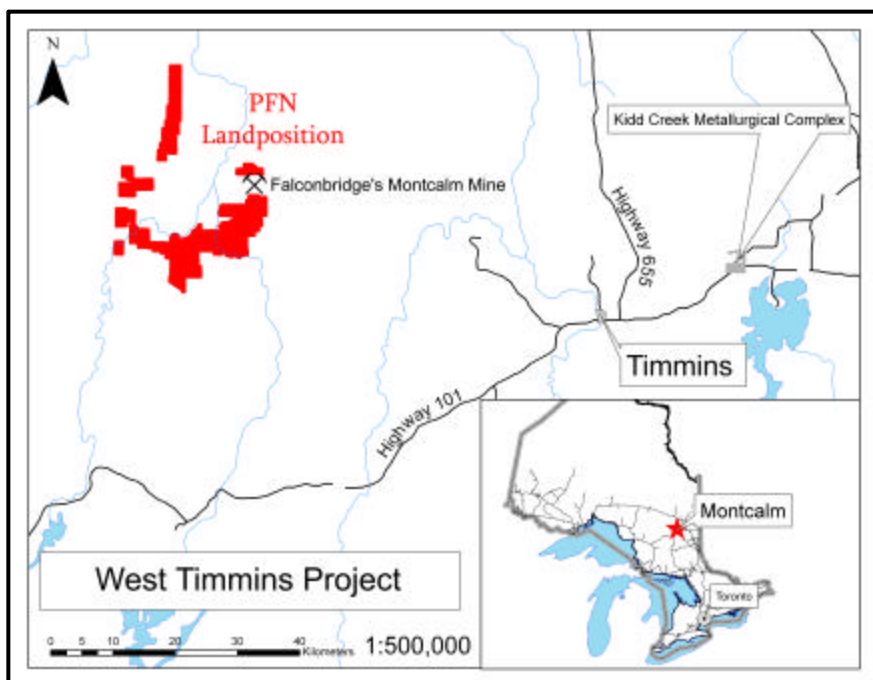 N
PFN
Landposition
Kidd Creek Metallurgical Complex
Falconbridge's Montcalm Mine
Highway 655
Timmins
Highway 101
Montcalm
Toronto
West Timmins Project
0 5 10 20 30 40
Kilometers
1:500,000